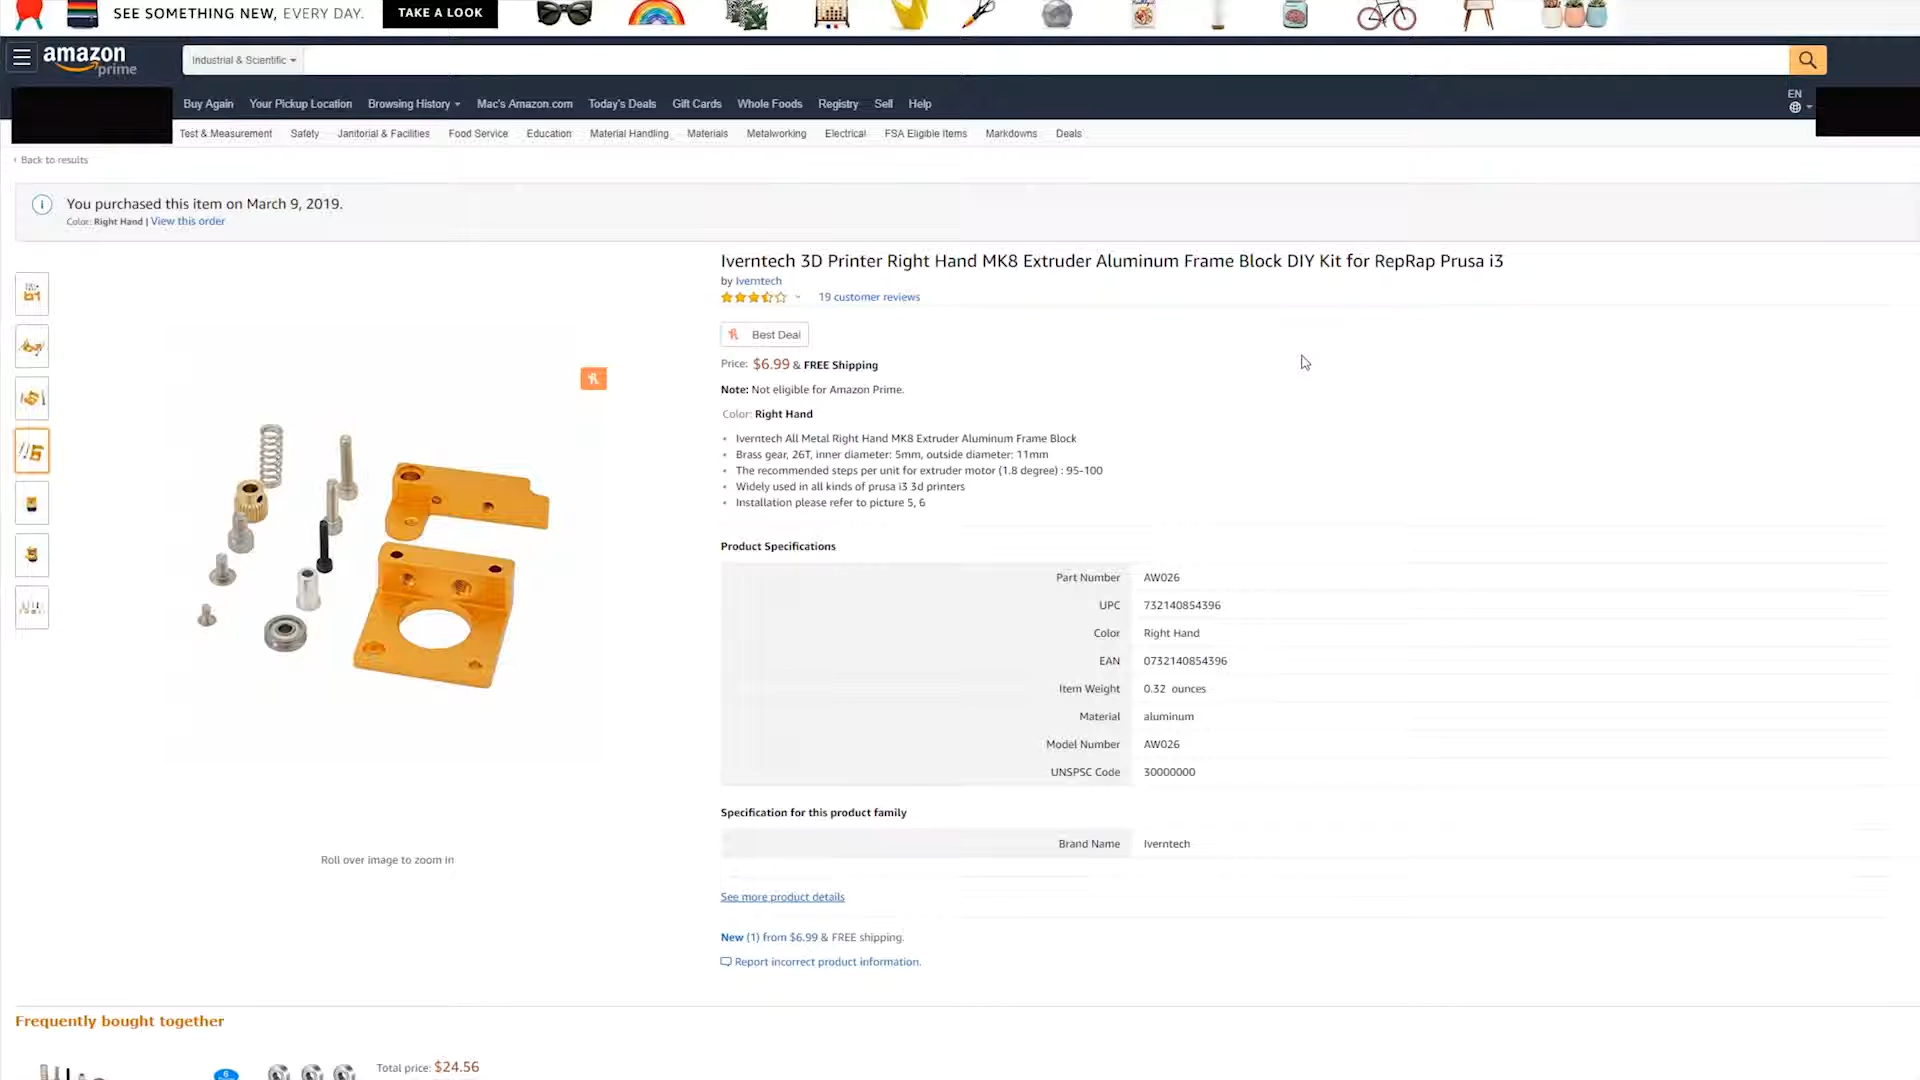 SEE SOMETHING NEW, EVERY DAY.
TAKE A LOOK
amazon
prime
Industrial & Scientific
EN
Buy Again Your Pickup Location Browsing History Mac's Amazon.com Today's Deals Gift Cards Whole Foods Registry Sell Help
Test & Measurement Safety Janitorial & Facilities Food Service Education Material Handling Materials Metalworking Electrical FSA Eligible Items Markdowns Deals
‹ Back to results
You purchased this item on March 9, 2019.
Color: Right Hand | View this order
Iverntech 3D Printer Right Hand MK8 Extruder Aluminum Frame Block DIY Kit for RepRap Prusa i3
by Iverntech
19 customer reviews
Best Deal
Price: $6.99 & FREE Shipping
Note: Not eligible for Amazon Prime.
Color: Right Hand
• Iverntech All Metal Right Hand MK8 Extruder Aluminum Frame Block
• Brass gear, 26T, inner diameter: 5mm, outside diameter: 11mm
• The recommended steps per unit for extruder motor (1.8 degree) : 95-100
• Widely used in all kinds of prusa i3 3d printers
• Installation please refer to picture 5, 6
Product Specifications
Part Number AW026
UPC 732140854396
Color Right Hand
EAN 0732140854396
Item Weight 0.32 ounces
Material aluminum
Model Number AW026
UNSPSC Code 30000000
Specification for this product family
Brand Name Iverntech
Roll over image to zoom in
See more product details
New (1) from $6.99 & FREE shipping.
Report incorrect product information.
Frequently bought together
Total price: $24.56